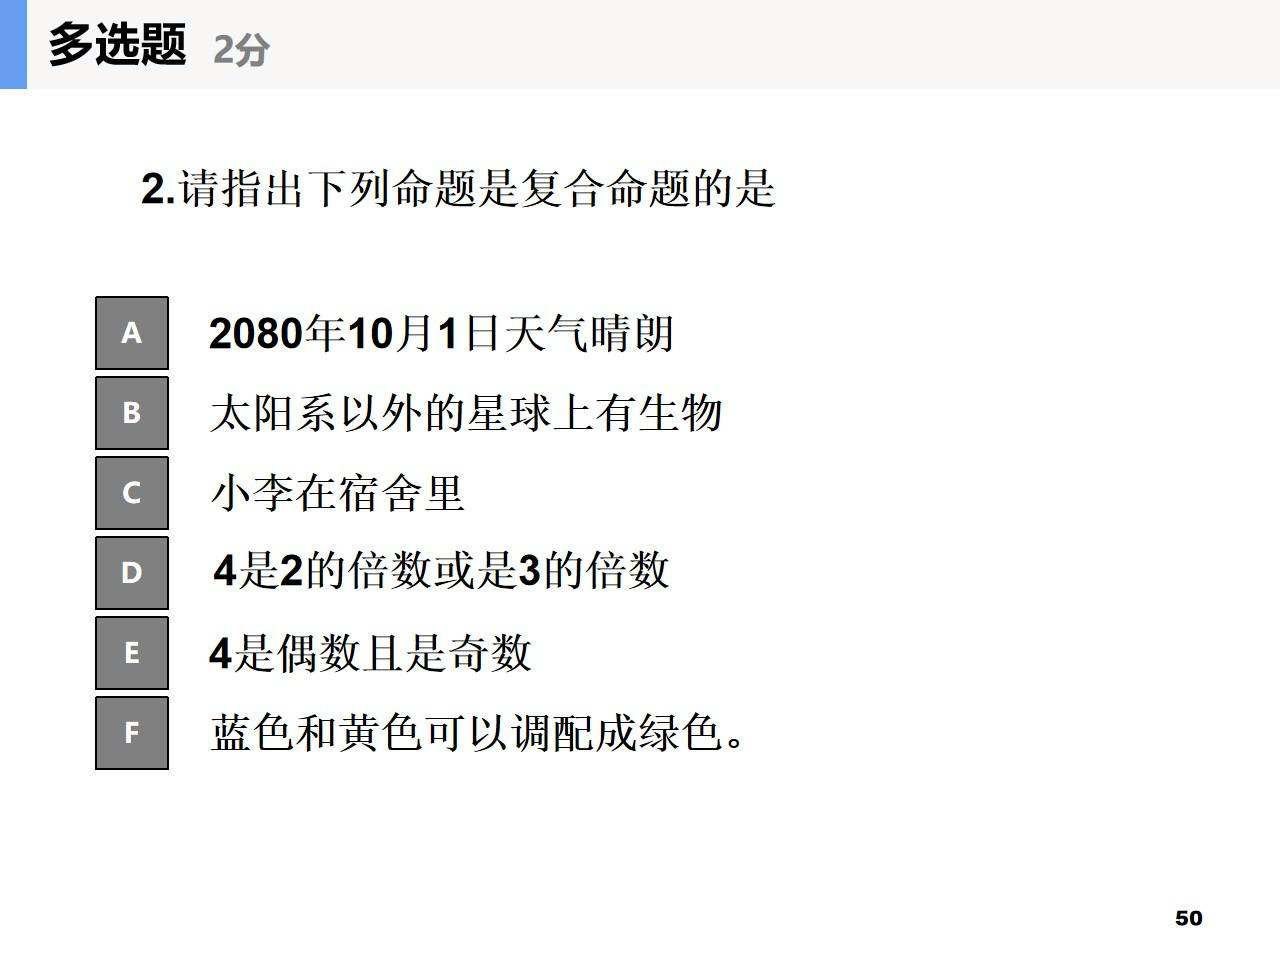 多选题 2分
2.请指出下列命题是复合命题的是
A 2080年10月1日天气晴朗
B 太阳系以外的星球上有生物
C 小李在宿舍里
D 4是2的倍数或是3的倍数
E 4是偶数且是奇数
F 蓝色和黄色可以调配成绿色。
50